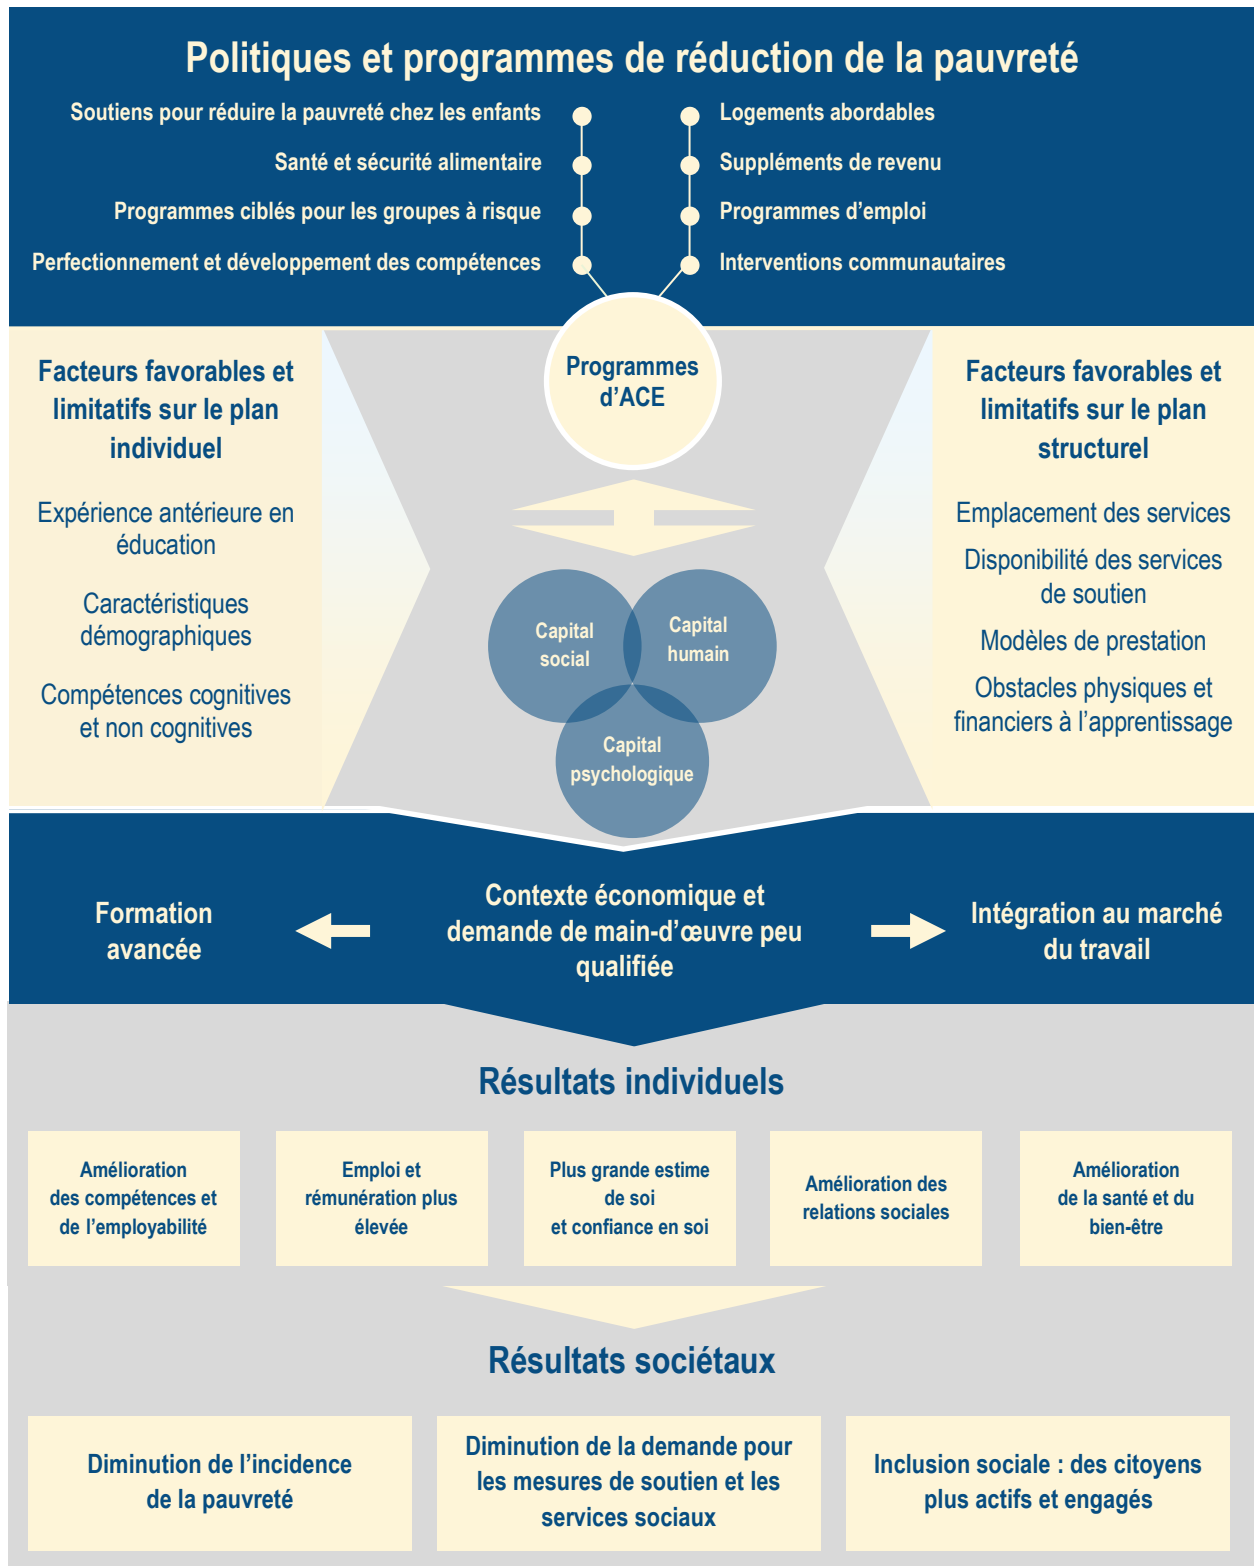 Politiques et programmes de réduction de la pauvreté
Soutiens pour réduire la pauvreté chez les enfants
Santé et sécurité alimentaire
Programmes ciblés pour les groupes à risque
Perfectionnement et développement des compétences
Logements abordables
Suppléments de revenu
Programmes d’emploi
Interventions communautaires
Programmes
d’ACE
Facteurs favorables et
limitatifs sur le plan
individuel
Expérience antérieure en
éducation
Caractéristiques
démographiques
Compétences cognitives
et non cognitives
Capital
social
Capital
humain
Capital
psychologique
Facteurs favorables et
limitatifs sur le plan
structurel
Emplacement des services
Disponibilité des services
de soutien
Modèles de prestation
Obstacles physiques et
financiers à l’apprentissage
Formation
avancée
Contexte économique et
demande de main-d’œuvre peu
qualifiée
Intégration au marché
du travail
Résultats individuels
Amélioration
des compétences et
de l’employabilité
Emploi et
rémunération plus
élevée
Plus grande estime
de soi
et confiance en soi
Amélioration des
relations sociales
Amélioration
de la santé et du
bien-être
Résultats sociétaux
Diminution de l’incidence
de la pauvreté
Diminution de la demande pour
les mesures de soutien et les
services sociaux
Inclusion sociale : des citoyens
plus actifs et engagés